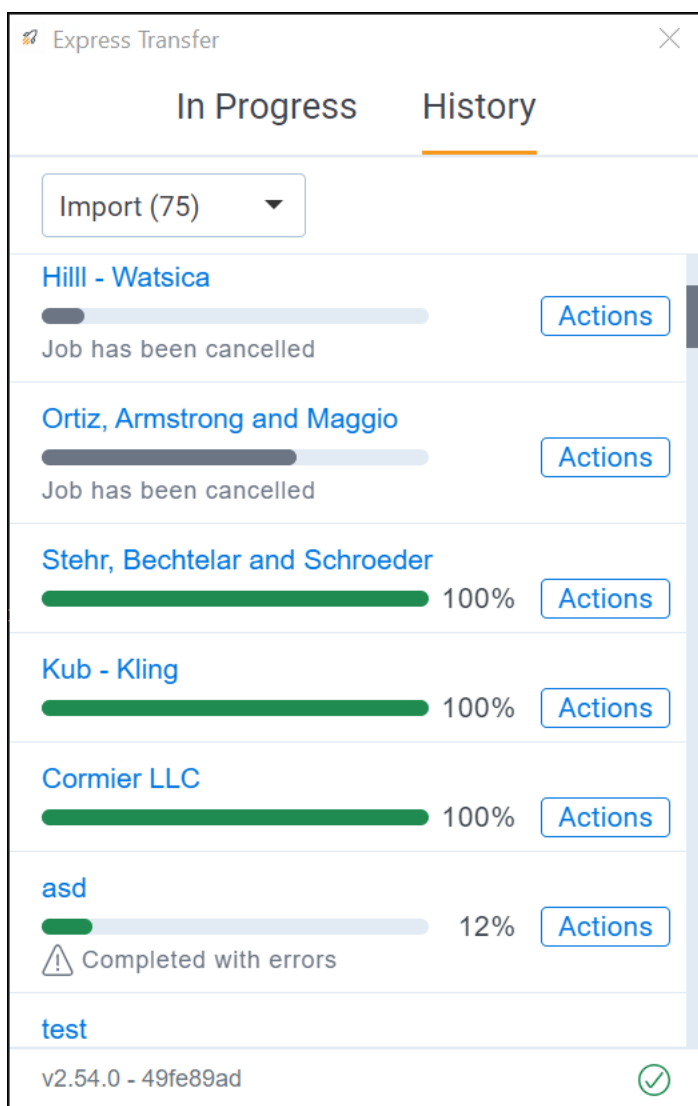 Express Transfer
In Progress History
Import (75)
Hilll - Watsica
Actions
Job has been cancelled
Ortiz, Armstrong and Maggio
Actions
Job has been cancelled
Stehr, Bechtelar and Schroeder
100% Actions
Kub - Kling
100% Actions
Cormier LLC
100% Actions
asd
12% Actions
Completed with errors
test
v2.54.0 - 49fe89ad